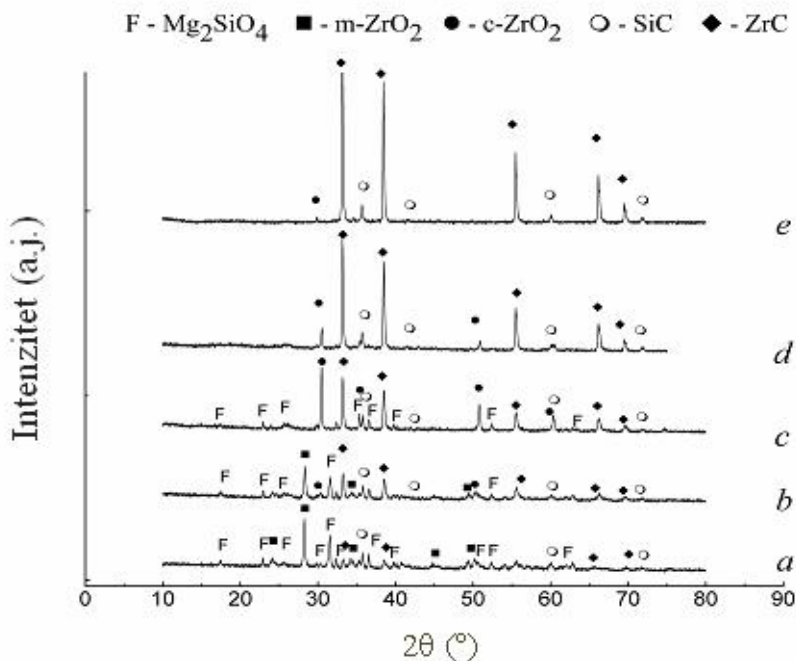 F - Mg₂SiO₄ ■ - m-ZrO₂ ● - c-ZrO₂ ○ - SiC ◆ - ZrC
Intenzitet (a.j.)
e
d
F F F F F F F F
c
F F F
b
F F F F F F F F F F
a
0 10 20 30 40 50 60 70 80 90
2θ (°)